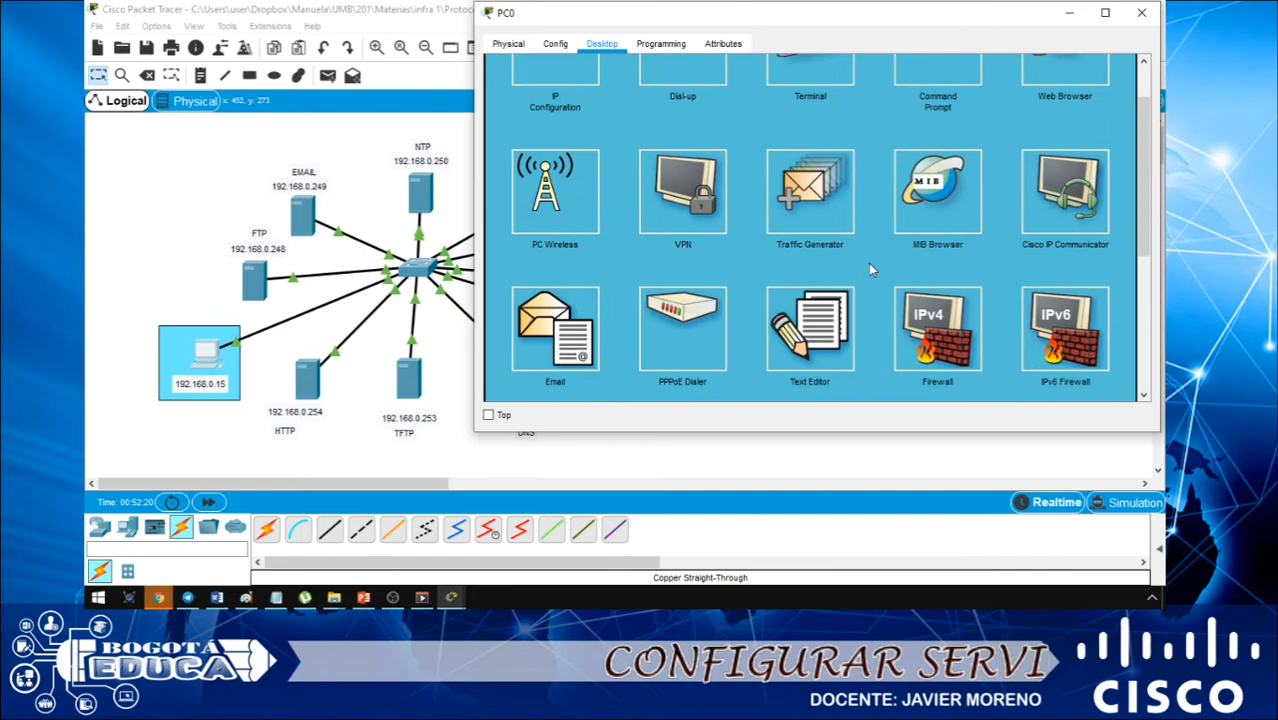 Cisco Packet Tracer - C:\Users\user\Dropbox\Manuela\UMB\201\Materias\infra 1\Protoc
File Edit Options View Tools Extensions Help
Logical
Physical
x: 452, y: 273
NTP
192.168.0.250
EMAIL
192.168.0.249
FTP
192.168.0.248
192.168.0.15
192.168.0.254
HTTP
192.168.0.253
TFTP
DNS
PC0
Physical Config Desktop Programming Attributes
IP Configuration
Dial-up
Terminal
Command Prompt
Web Browser
MIB
PC Wireless
VPN
Traffic Generator
MIB Browser
Cisco IP Communicator
@
IPv4
IPv6
Email
PPPoE Dialer
Text Editor
Firewall
IPv6 Firewall
Top
Time: 00:52:20
Realtime
Simulation
Copper Straight-Through
BOGOTÁ
EDUCA
CONFIGURAR SERVI
DOCENTE: JAVIER MORENO
CISCO